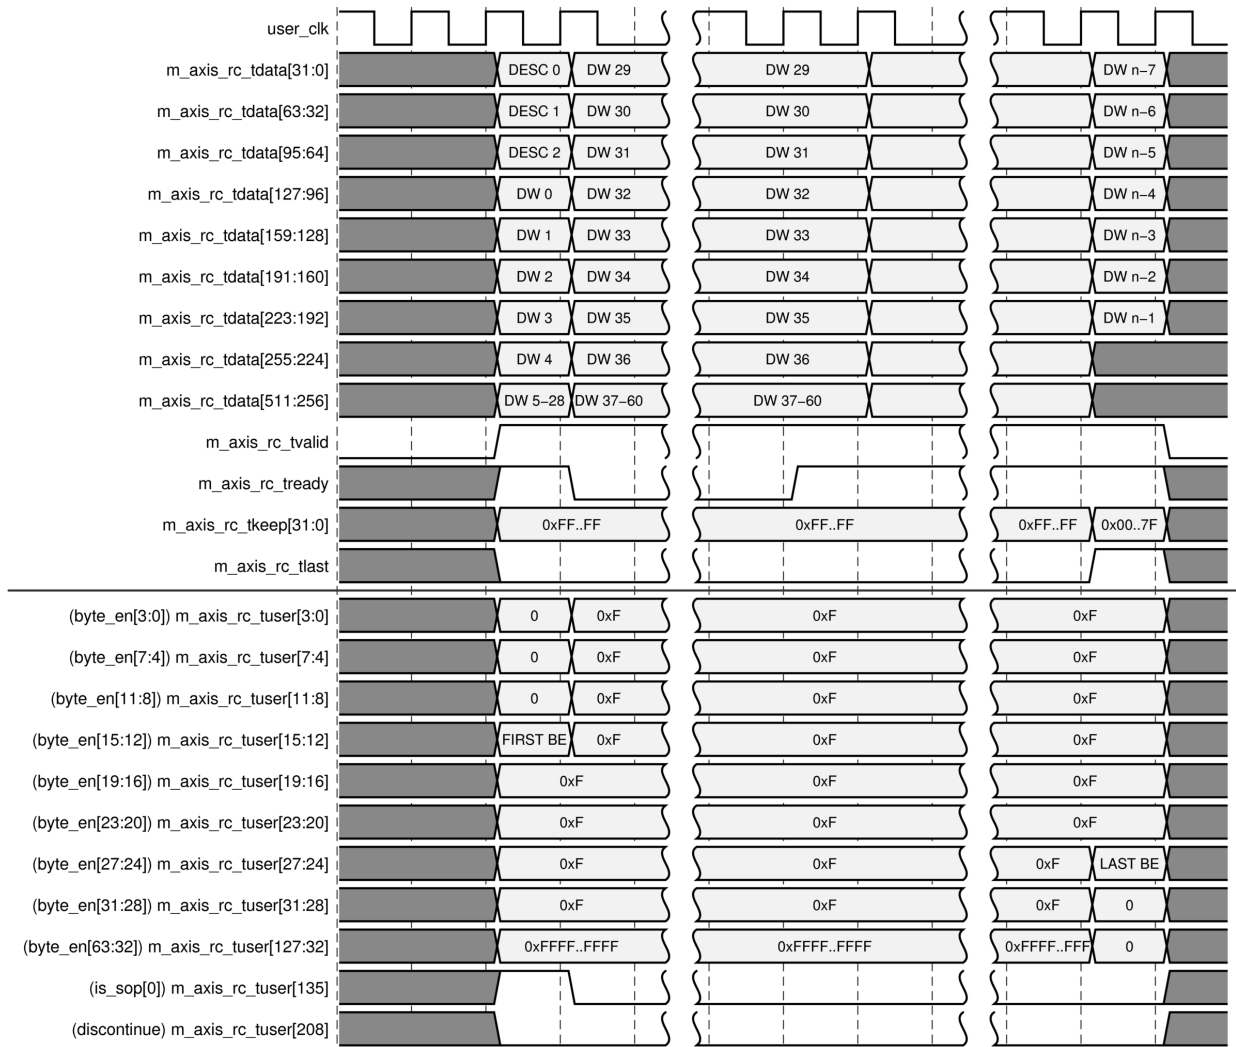 user_clk
m_axis_rc_tdata[31:0] DESC 0 DW 29 DW 29 DW n−7
m_axis_rc_tdata[63:32] DESC 1 DW 30 DW 30 DW n−6
m_axis_rc_tdata[95:64] DESC 2 DW 31 DW 31 DW n−5
m_axis_rc_tdata[127:96] DW 0 DW 32 DW 32 DW n−4
m_axis_rc_tdata[159:128] DW 1 DW 33 DW 33 DW n−3
m_axis_rc_tdata[191:160] DW 2 DW 34 DW 34 DW n−2
m_axis_rc_tdata[223:192] DW 3 DW 35 DW 35 DW n−1
m_axis_rc_tdata[255:224] DW 4 DW 36 DW 36
m_axis_rc_tdata[511:256] DW 5−28 DW 37−60 DW 37−60
m_axis_rc_tvalid
m_axis_rc_tready
m_axis_rc_tkeep[31:0] 0xFF..FF 0xFF..FF 0xFF..FF 0x00..7F
m_axis_rc_tlast
(byte_en[3:0]) m_axis_rc_tuser[3:0] 0 0xF 0xF 0xF
(byte_en[7:4]) m_axis_rc_tuser[7:4] 0 0xF 0xF 0xF
(byte_en[11:8]) m_axis_rc_tuser[11:8] 0 0xF 0xF 0xF
(byte_en[15:12]) m_axis_rc_tuser[15:12] FIRST BE 0xF 0xF 0xF
(byte_en[19:16]) m_axis_rc_tuser[19:16] 0xF 0xF 0xF
(byte_en[23:20]) m_axis_rc_tuser[23:20] 0xF 0xF 0xF
(byte_en[27:24]) m_axis_rc_tuser[27:24] 0xF 0xF 0xF LAST BE
(byte_en[31:28]) m_axis_rc_tuser[31:28] 0xF 0xF 0xF 0
(byte_en[63:32]) m_axis_rc_tuser[127:32] 0xFFFF..FFFF 0xFFFF..FFFF 0xFFFF..FFF 0
(is_sop[0]) m_axis_rc_tuser[135]
(discontinue) m_axis_rc_tuser[208]